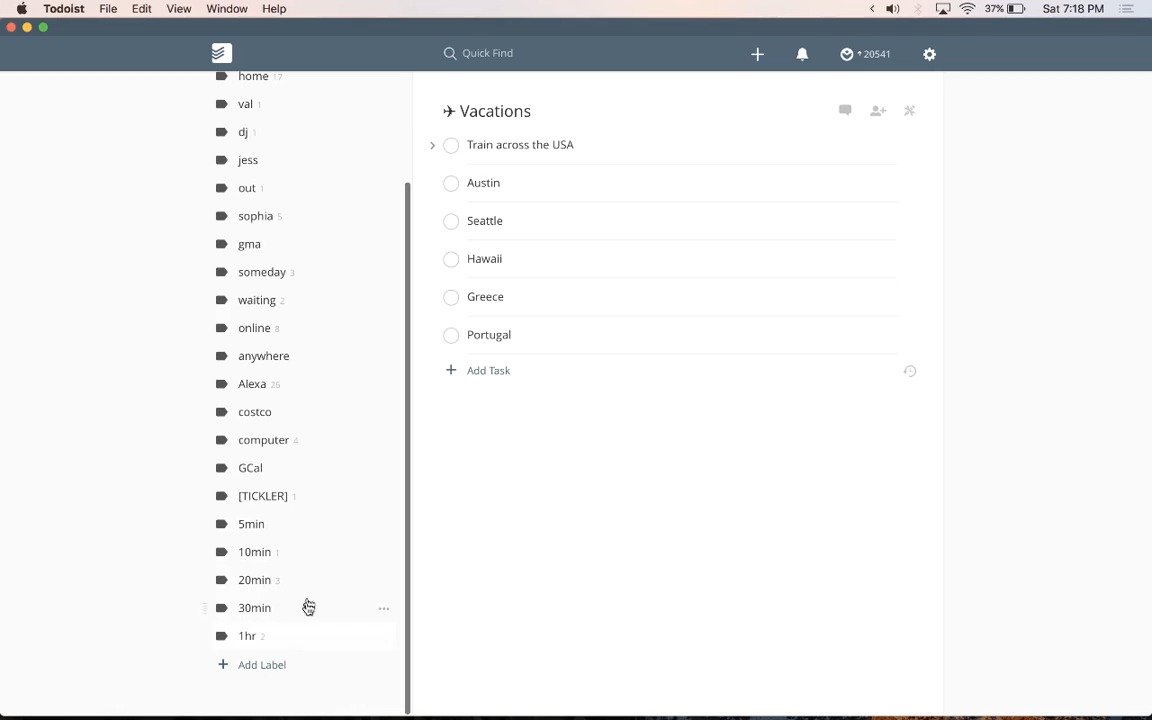 Todoist File Edit View Window Help 37% Sat 7:18 PM
Quick Find 20541
home 17
val 1
dj 1
jess
out 1
sophia 5
gma
someday 3
waiting 2
online 8
anywhere
Alexa 26
costco
computer 4
GCal
[TICKLER] 1
5min
10min 1
20min 3
30min
1hr 2
Add Label
Vacations
Train across the USA
Austin
Seattle
Hawaii
Greece
Portugal
Add Task